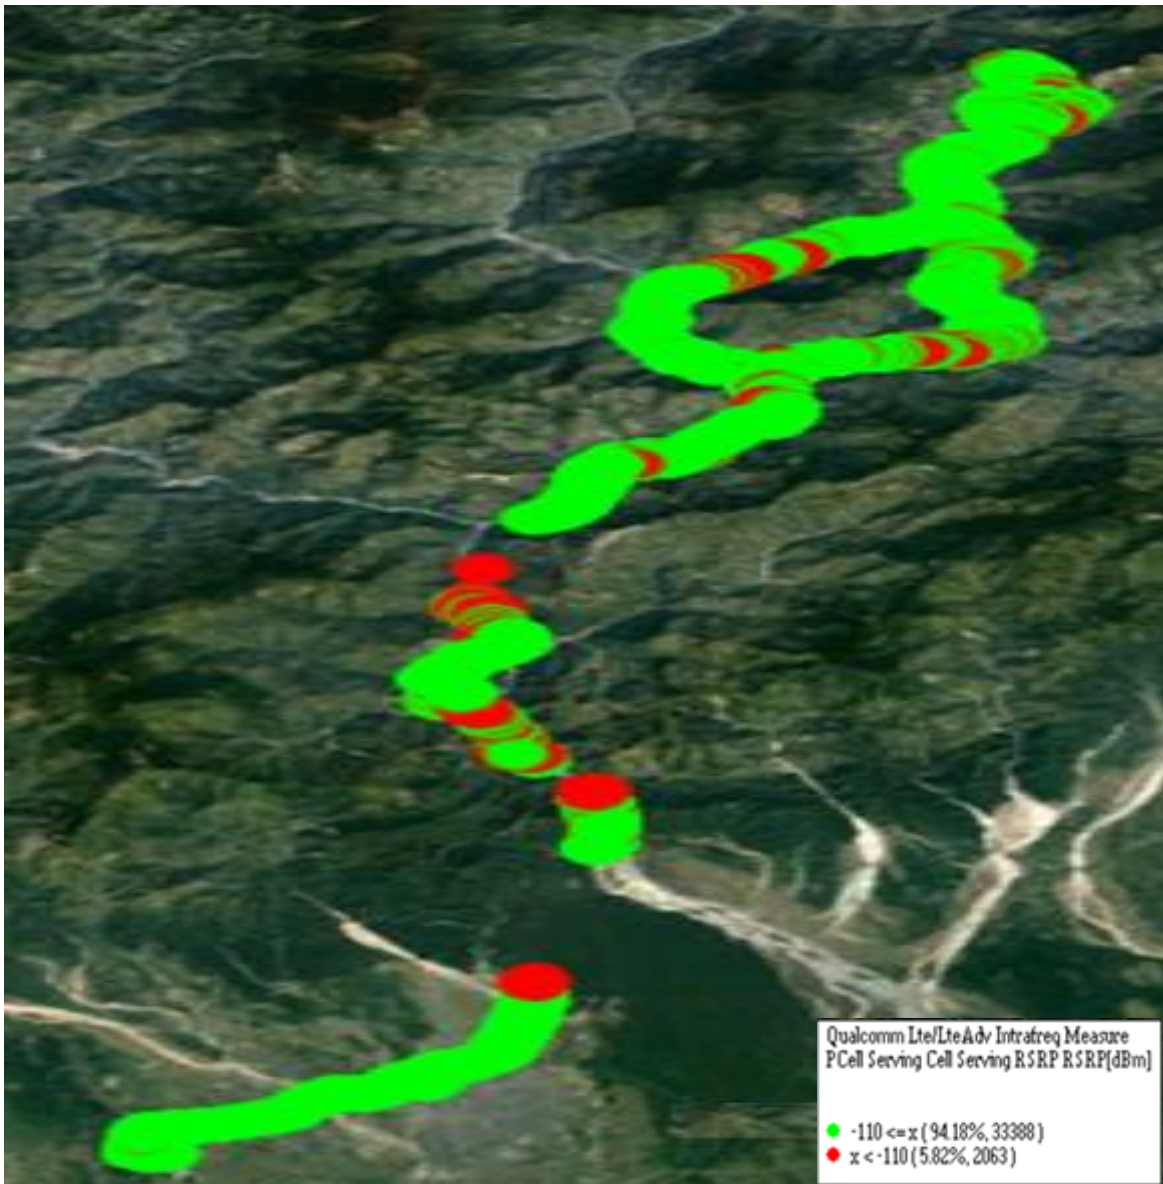 Qualcomm Lte/LteAdv Intrafreq Measure
PCell Serving Cell Serving RSRP RSRP[dBm]
-110 <= x ( 94.18%, 33388 )
x < -110 ( 5.82%, 2063 )